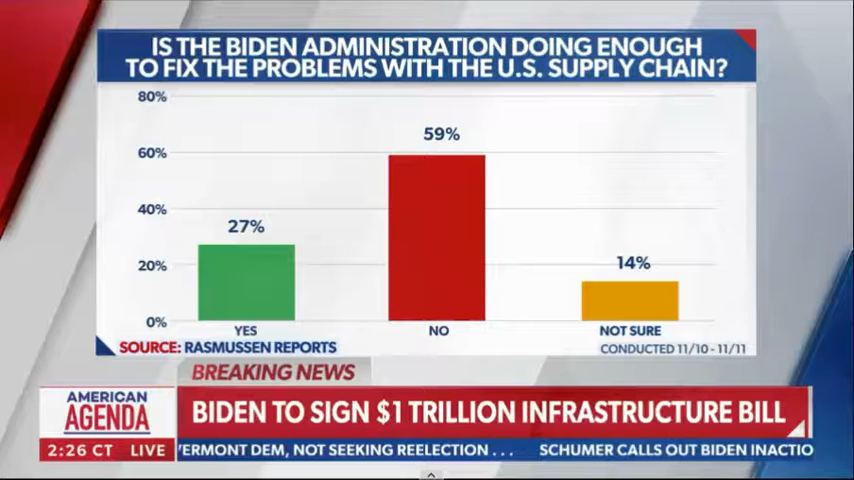 IS THE BIDEN ADMINISTRATION DOING ENOUGH
TO FIX THE PROBLEMS WITH THE U.S. SUPPLY CHAIN?
80%
60%
40%
20%
0%
27%
59%
14%
YES
NO
NOT SURE
SOURCE: RASMUSSEN REPORTS
CONDUCTED 11/10 - 11/11
BREAKING NEWS
AMERICAN
AGENDA
BIDEN TO SIGN $1 TRILLION INFRASTRUCTURE BILL
2:26 CT LIVE
ERMONT DEM, NOT SEEKING REELECTION . . . SCHUMER CALLS OUT BIDEN INACTIO